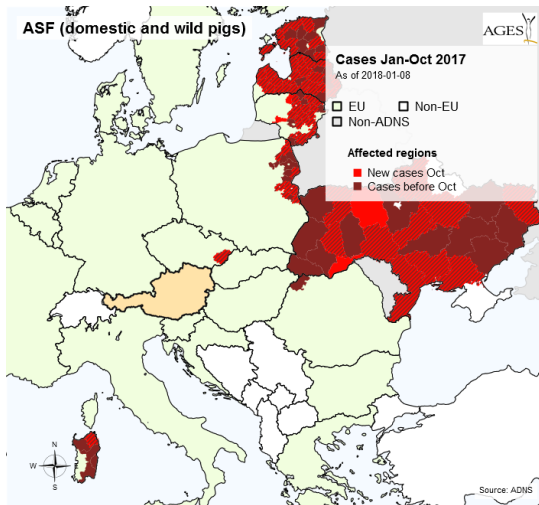 ASF (domestic and wild pigs)
AGES
Cases Jan-Oct 2017
As of 2018-01-08
EU
Non-EU
Non-ADNS
Affected regions
New cases Oct
Cases before Oct
N
W
E
S
Source: ADNS